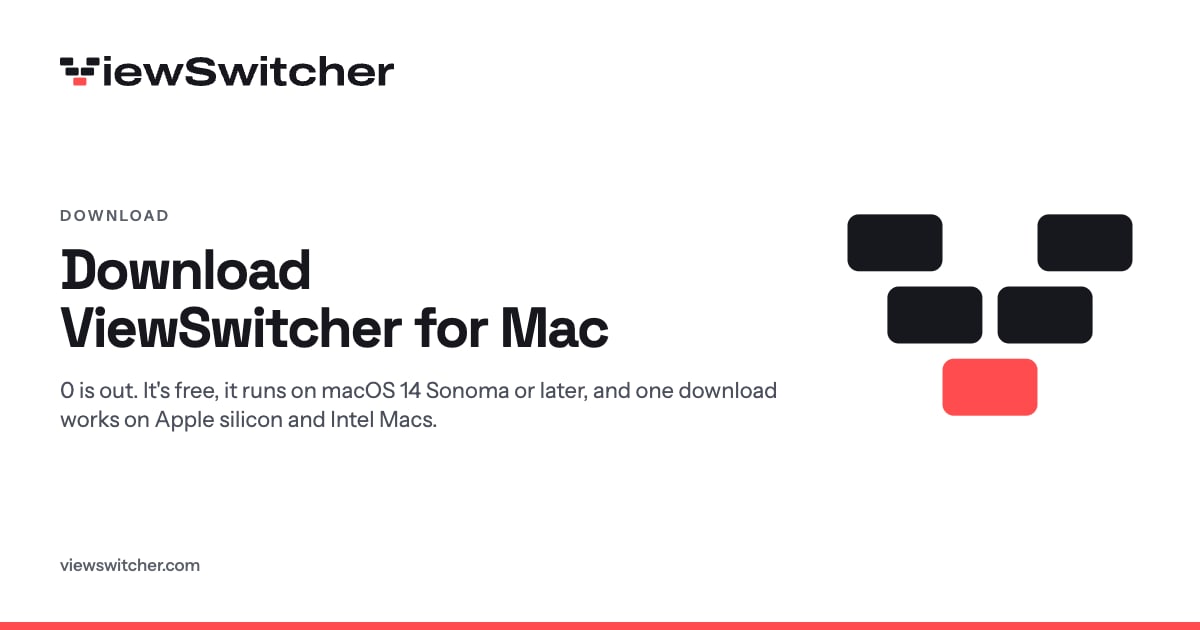 ViewSwitcher
DOWNLOAD
Download
ViewSwitcher for Mac
0 is out. It's free, it runs on macOS 14 Sonoma or later, and one download
works on Apple silicon and Intel Macs.
viewswitcher.com